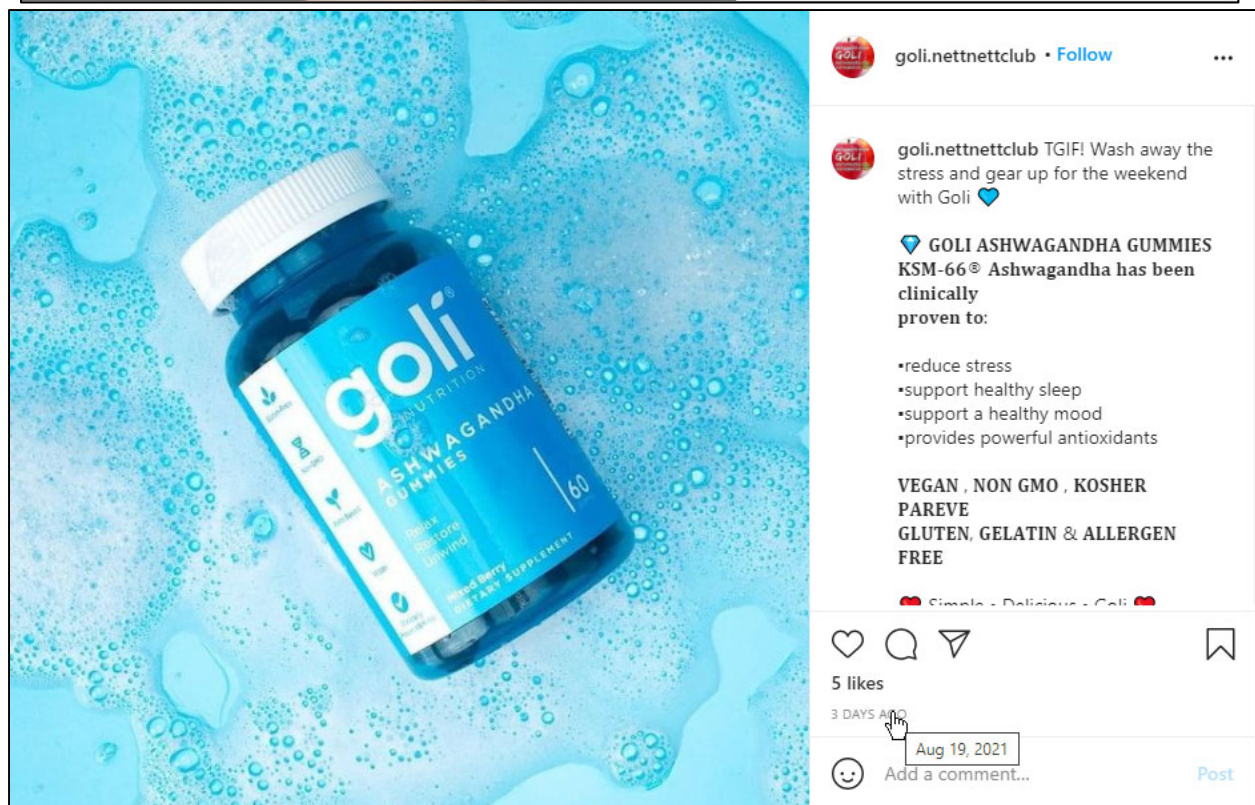 goli®
NUTRITION
ASHWAGANDHA
GUMMIES
60
Relax
Restore
Unwind
Mixed Berry
DIETARY SUPPLEMENT
goli.nettnettclub • Follow
goli.nettnettclub TGIF! Wash away the
stress and gear up for the weekend
with Goli 💙
💎 GOLI ASHWAGANDHA GUMMIES
KSM-66® Ashwagandha has been
clinically
proven to:
▪reduce stress
▪support healthy sleep
▪support a healthy mood
▪provides powerful antioxidants
VEGAN , NON GMO , KOSHER
PAREVE
GLUTEN, GELATIN & ALLERGEN
FREE
❤️ Simple • Delicious • Goli ❤️
5 likes
3 DAYS AGO
Aug 19, 2021
Add a comment...
Post